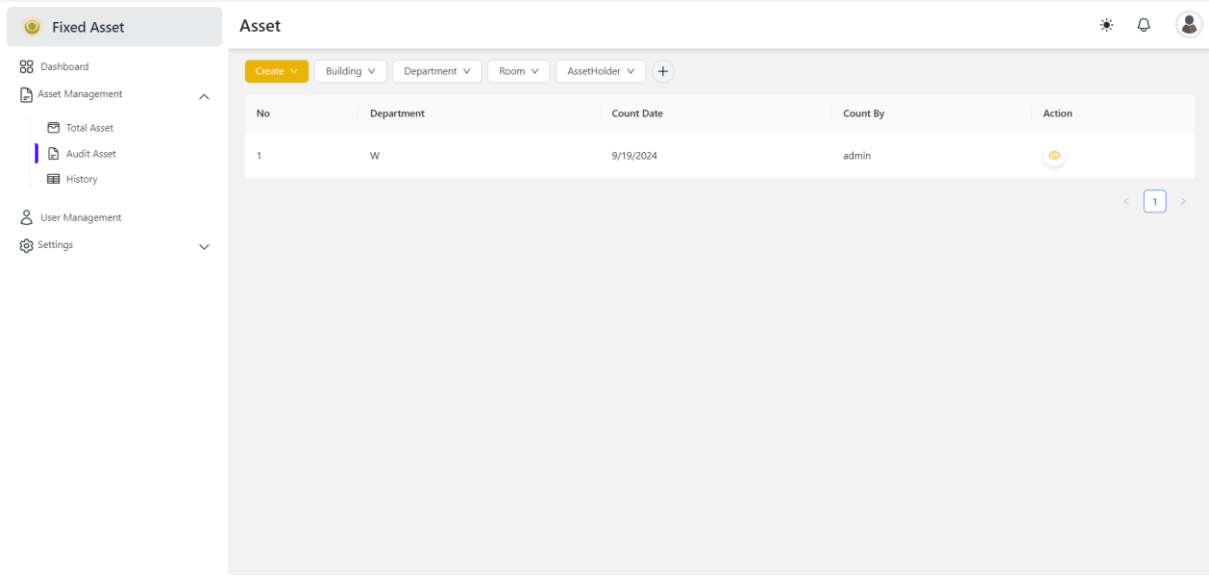 Fixed Asset
Asset
Dashboard
Asset Management
Total Asset
Audit Asset
History
User Management
Settings
Create Building Department Room AssetHolder
No Department Count Date Count By Action
1 W 9/19/2024 admin
1